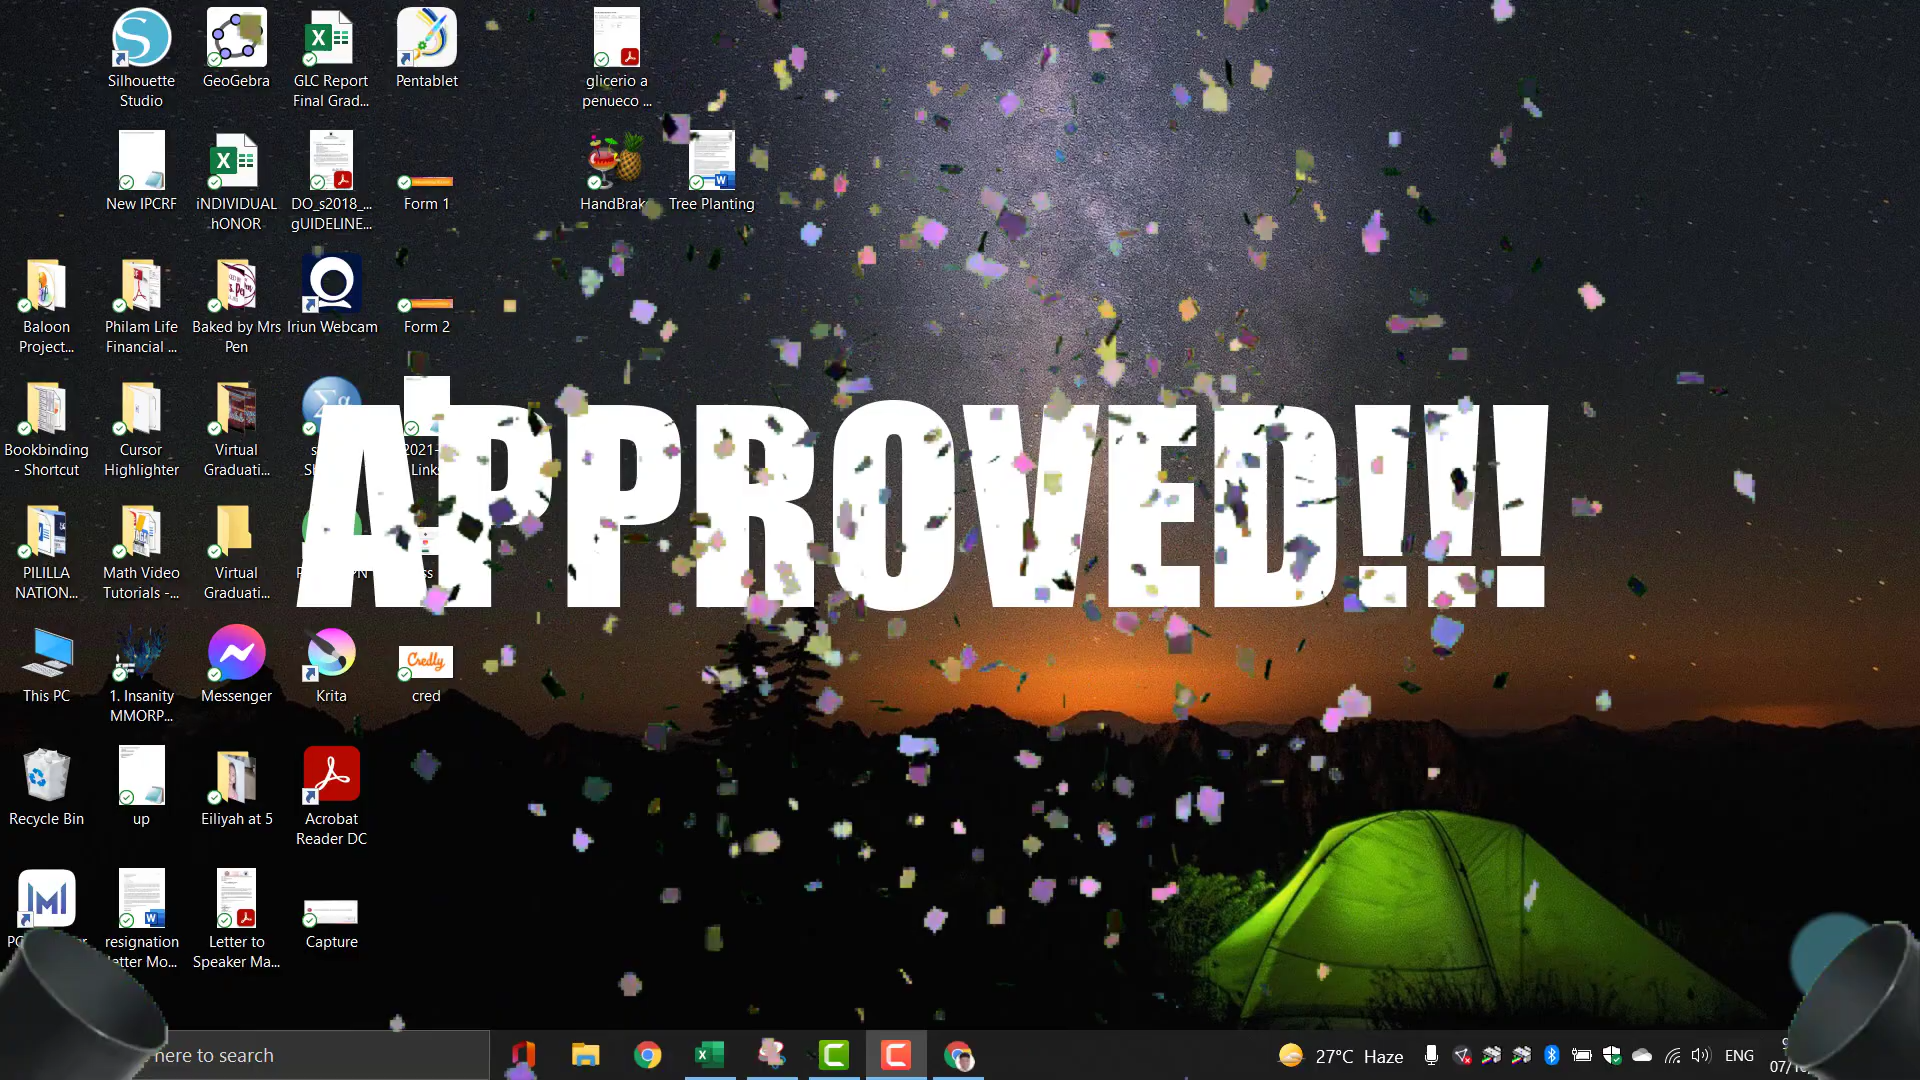 Silhouette
Studio
GeoGebra
GLC Report
Final Grad...
Pentablet
glicerio a
penueco ...
New IPCRF
iNDIVIDUAL
hONOR
DO_s2018_...
gUIDELINE...
Form 1
HandBrake
Tree Planting
Baloon
Project...
Philam Life
Financial ...
Baked by Mrs
Pen
Iriun Webcam
Form 2
Bookbinding
- Shortcut
Cursor
Highlighter
Virtual
Graduati...
2021-
Links
APPROVED!!!
PILILLA
NATION...
Math Video
Tutorials -...
Virtual
Graduati...
This PC
1. Insanity
MMORP...
Messenger
Krita
Credly
cred
Recycle Bin
up
Eiliyah at 5
Acrobat
Reader DC
resignation
Letter to
Speaker Ma...
Capture
here to search
27°C Haze
ENG